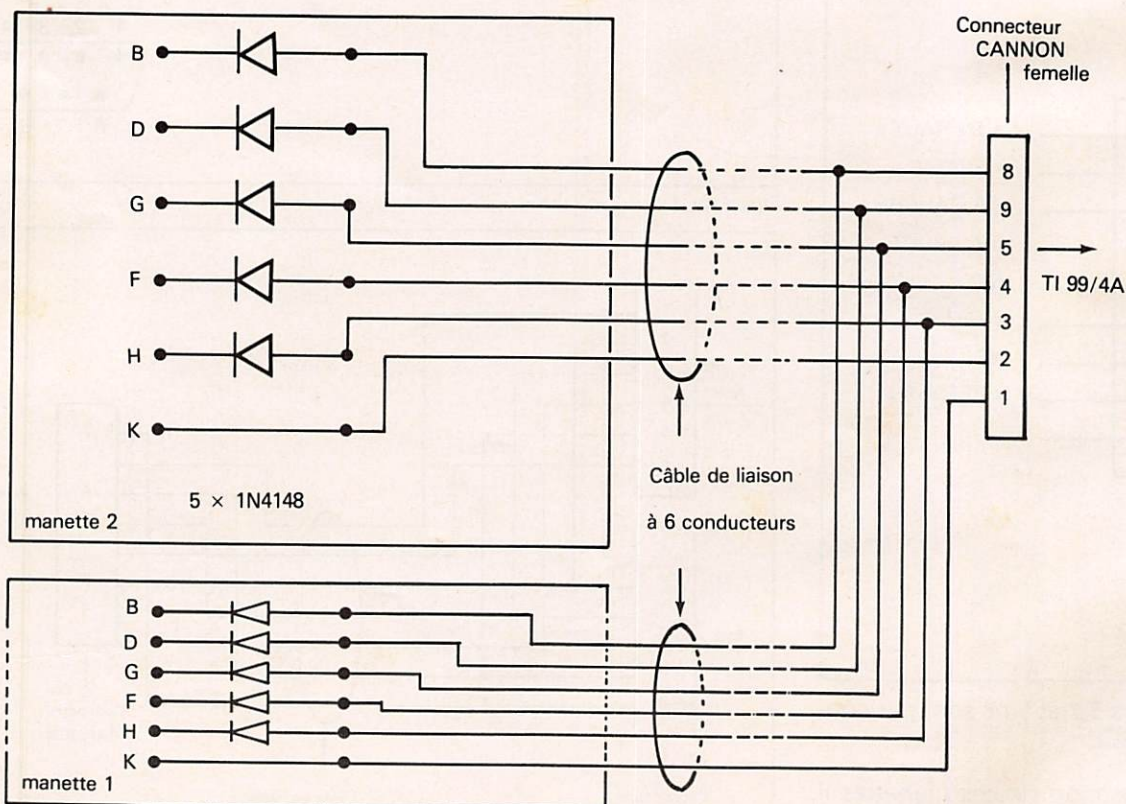 Connecteur
CANNON
femelle
B
D
G
F
H
K
5 × 1N4148
manette 2
8
9
5
4
3
2
1
TI 99/4A
Câble de liaison
à 6 conducteurs
B
D
G
F
H
K
manette 1